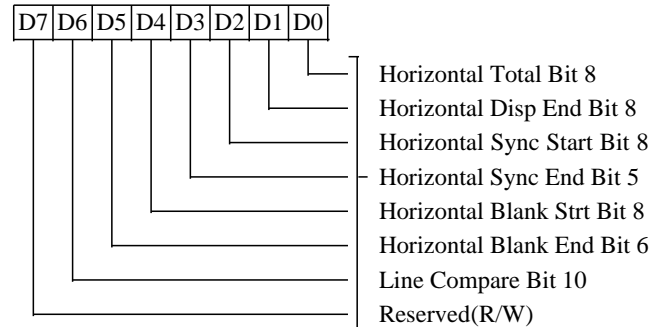 D7 D6 D5 D4 D3 D2 D1 D0
Horizontal Total Bit 8
Horizontal Disp End Bit 8
Horizontal Sync Start Bit 8
Horizontal Sync End Bit 5
Horizontal Blank Strt Bit 8
Horizontal Blank End Bit 6
Line Compare Bit 10
Reserved(R/W)